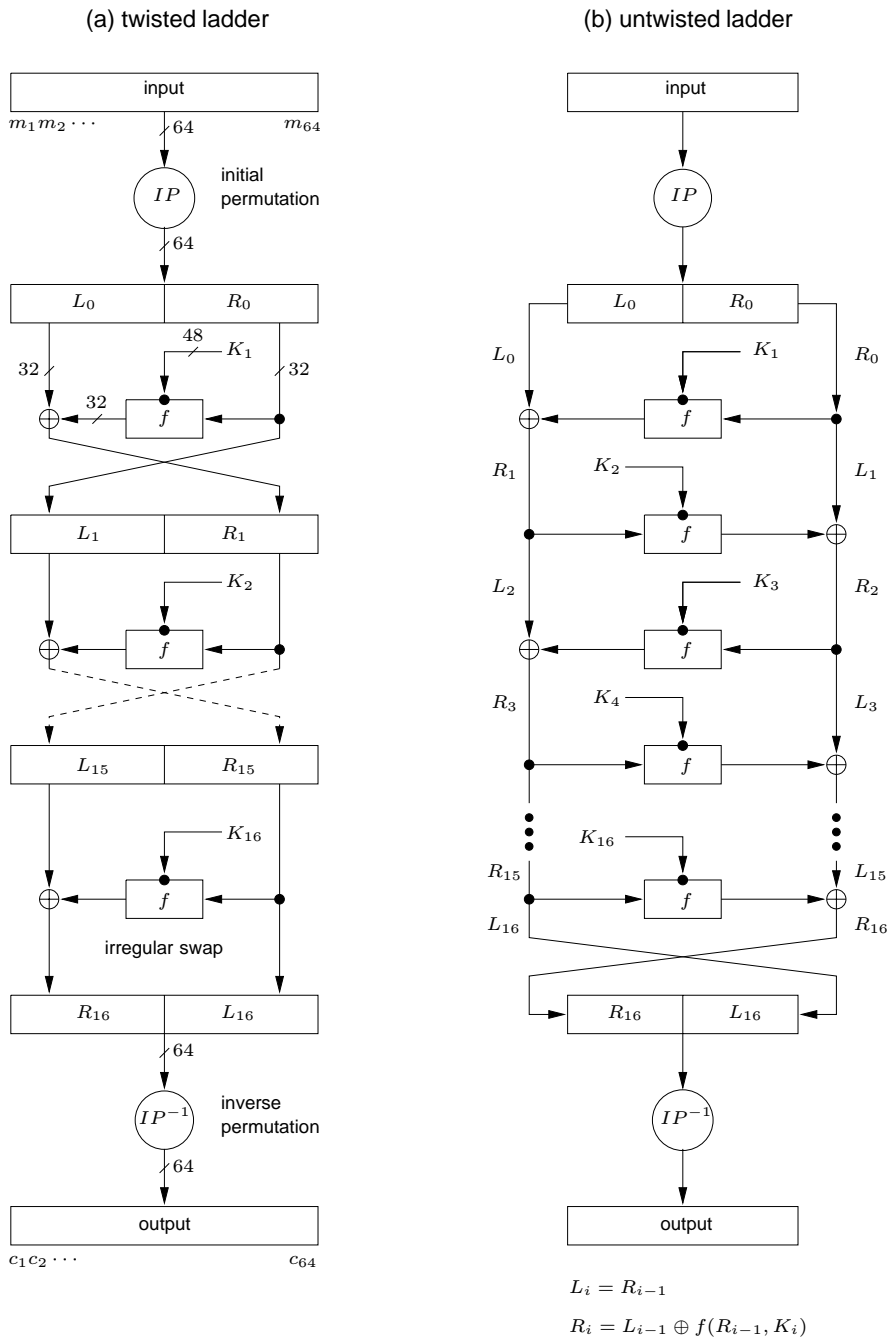 (a) twisted ladder
input
m₁m₂ ⋯ m₆₄
64
IP
initial
permutation
64
L₀ R₀
48
K₁
32 32
32
f
L₁ R₁
K₂
f
L₁₅ R₁₅
K₁₆
f
irregular swap
R₁₆ L₁₆
64
IP⁻¹
inverse
permutation
64
output
c₁c₂ ⋯ c₆₄
(b) untwisted ladder
input
IP
L₀ R₀
L₀ K₁ R₀
f
R₁ K₂ L₁
f
L₂ K₃ R₂
f
R₃ K₄ L₃
f
K₁₆
R₁₅ L₁₅
f
L₁₆ R₁₆
R₁₆ L₁₆
IP⁻¹
output
Lᵢ = Rᵢ₋₁
Rᵢ = Lᵢ₋₁ ⊕ f(Rᵢ₋₁, Kᵢ)